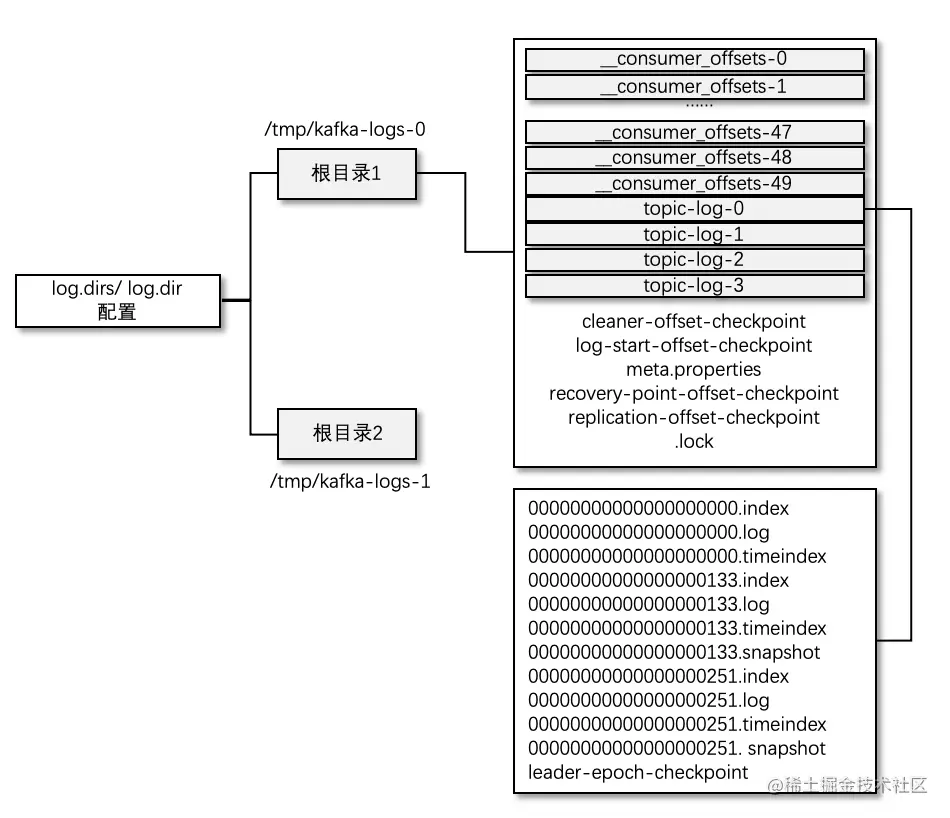 log.dirs/ log.dir
配置
/tmp/kafka-logs-0
根目录1
根目录2
/tmp/kafka-logs-1
__consumer_offsets-0
__consumer_offsets-1
……
__consumer_offsets-47
__consumer_offsets-48
__consumer_offsets-49
topic-log-0
topic-log-1
topic-log-2
topic-log-3
cleaner-offset-checkpoint
log-start-offset-checkpoint
meta.properties
recovery-point-offset-checkpoint
replication-offset-checkpoint
.lock
00000000000000000000.index
00000000000000000000.log
00000000000000000000.timeindex
00000000000000000133.index
00000000000000000133.log
00000000000000000133.timeindex
00000000000000000133.snapshot
00000000000000000251.index
00000000000000000251.log
00000000000000000251.timeindex
00000000000000000251. snapshot
leader-epoch-checkpoint
@稀土掘金技术社区